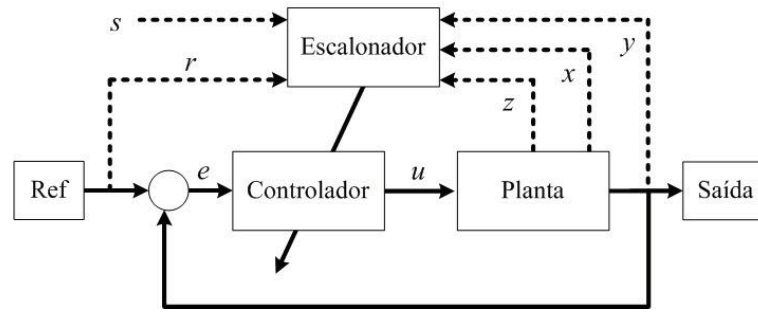 s
Escalonador
y
r
x
z
Ref
e
Controlador
u
Planta
Saída